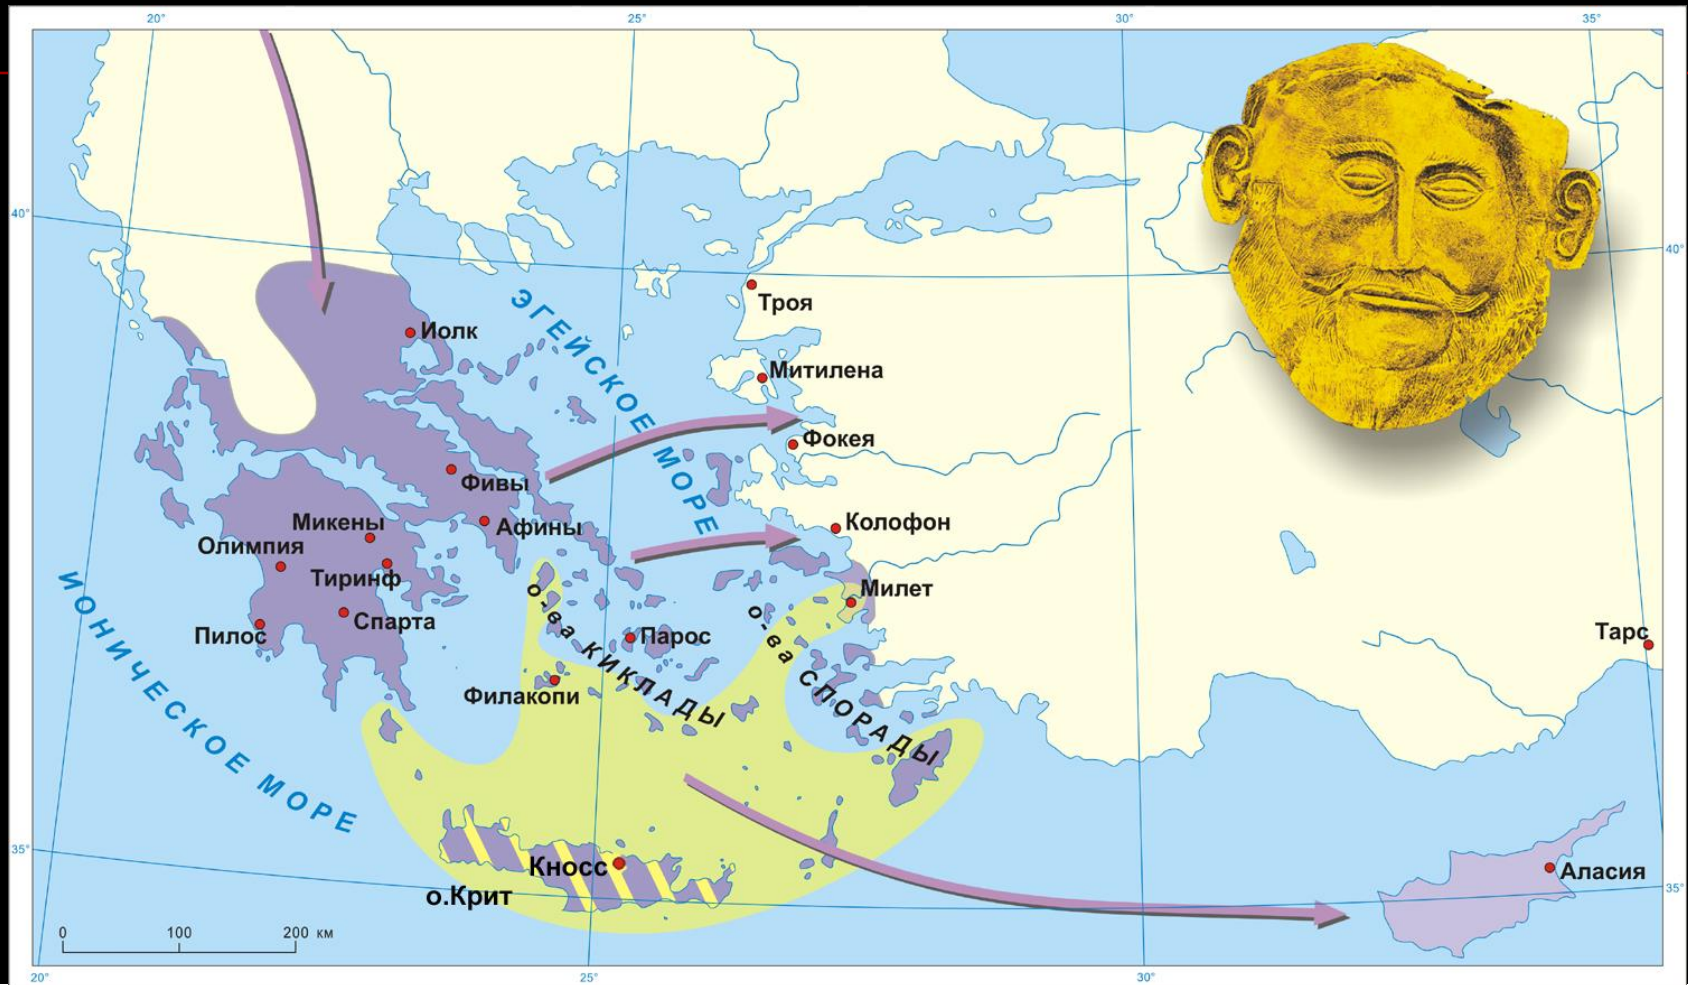 20°
25°
30°
35°
40°
40°
Троя
ЭГЕЙСКОЕ МОРЕ
Иолк
Митилена
Фокея
Фивы
Микены
Афины
Колофон
Олимпия
Тиринф
Милет
о-ва КИКЛАДЫ
о-ва СПОРАДЫ
Спарта
Пилос
Парос
Тарс
Филакопи
ИОНИЧЕСКОЕ МОРЕ
35°
Кносс
Аласия
35°
о.Крит
0 100 200 км
20°
25°
30°